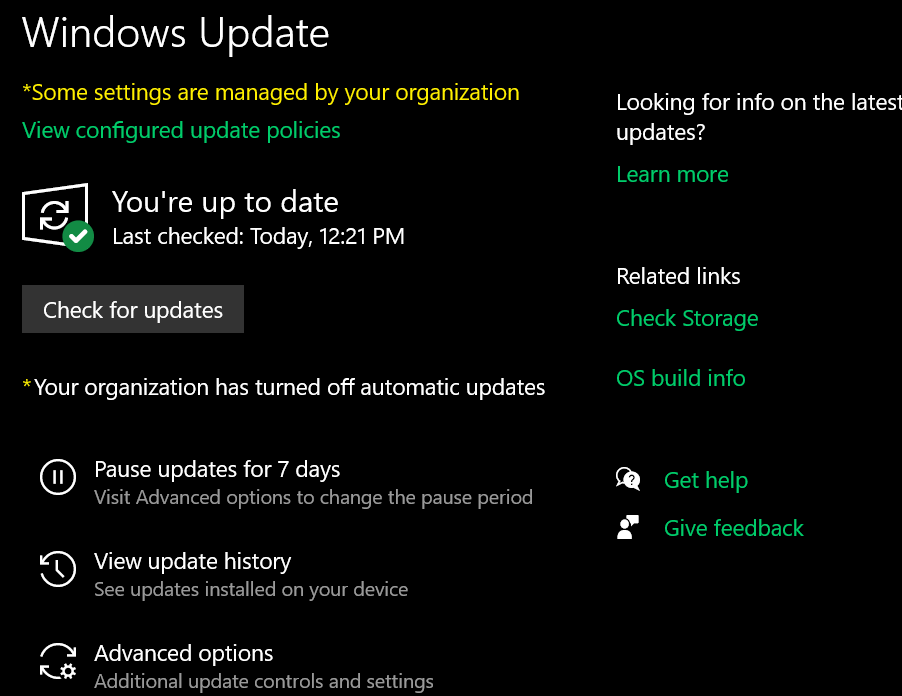 Windows Update
*Some settings are managed by your organization
View configured update policies
You're up to date
Last checked: Today, 12:21 PM
Check for updates
*Your organization has turned off automatic updates
Pause updates for 7 days
Visit Advanced options to change the pause period
View update history
See updates installed on your device
Advanced options
Additional update controls and settings
Looking for info on the latest
updates?
Learn more
Related links
Check Storage
OS build info
Get help
Give feedback